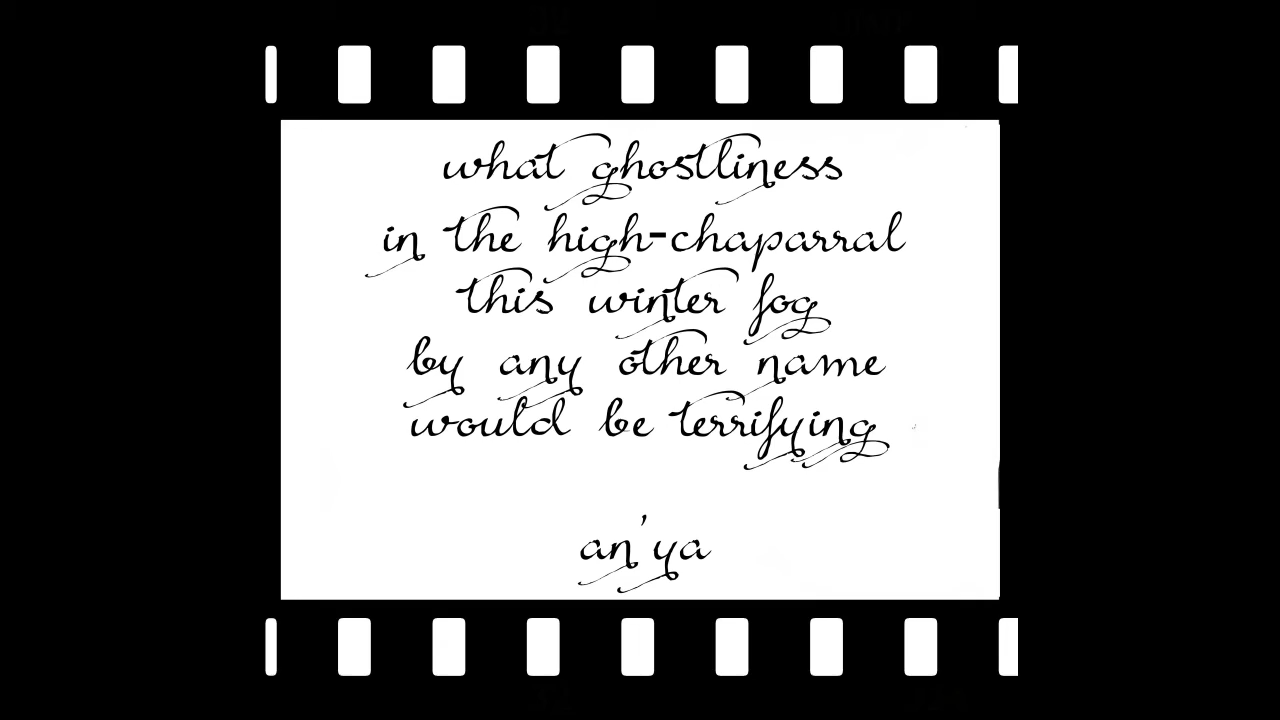 what ghostliness
in the high-chaparral
this winter fog
by any other name
would be terrifying
an'ya